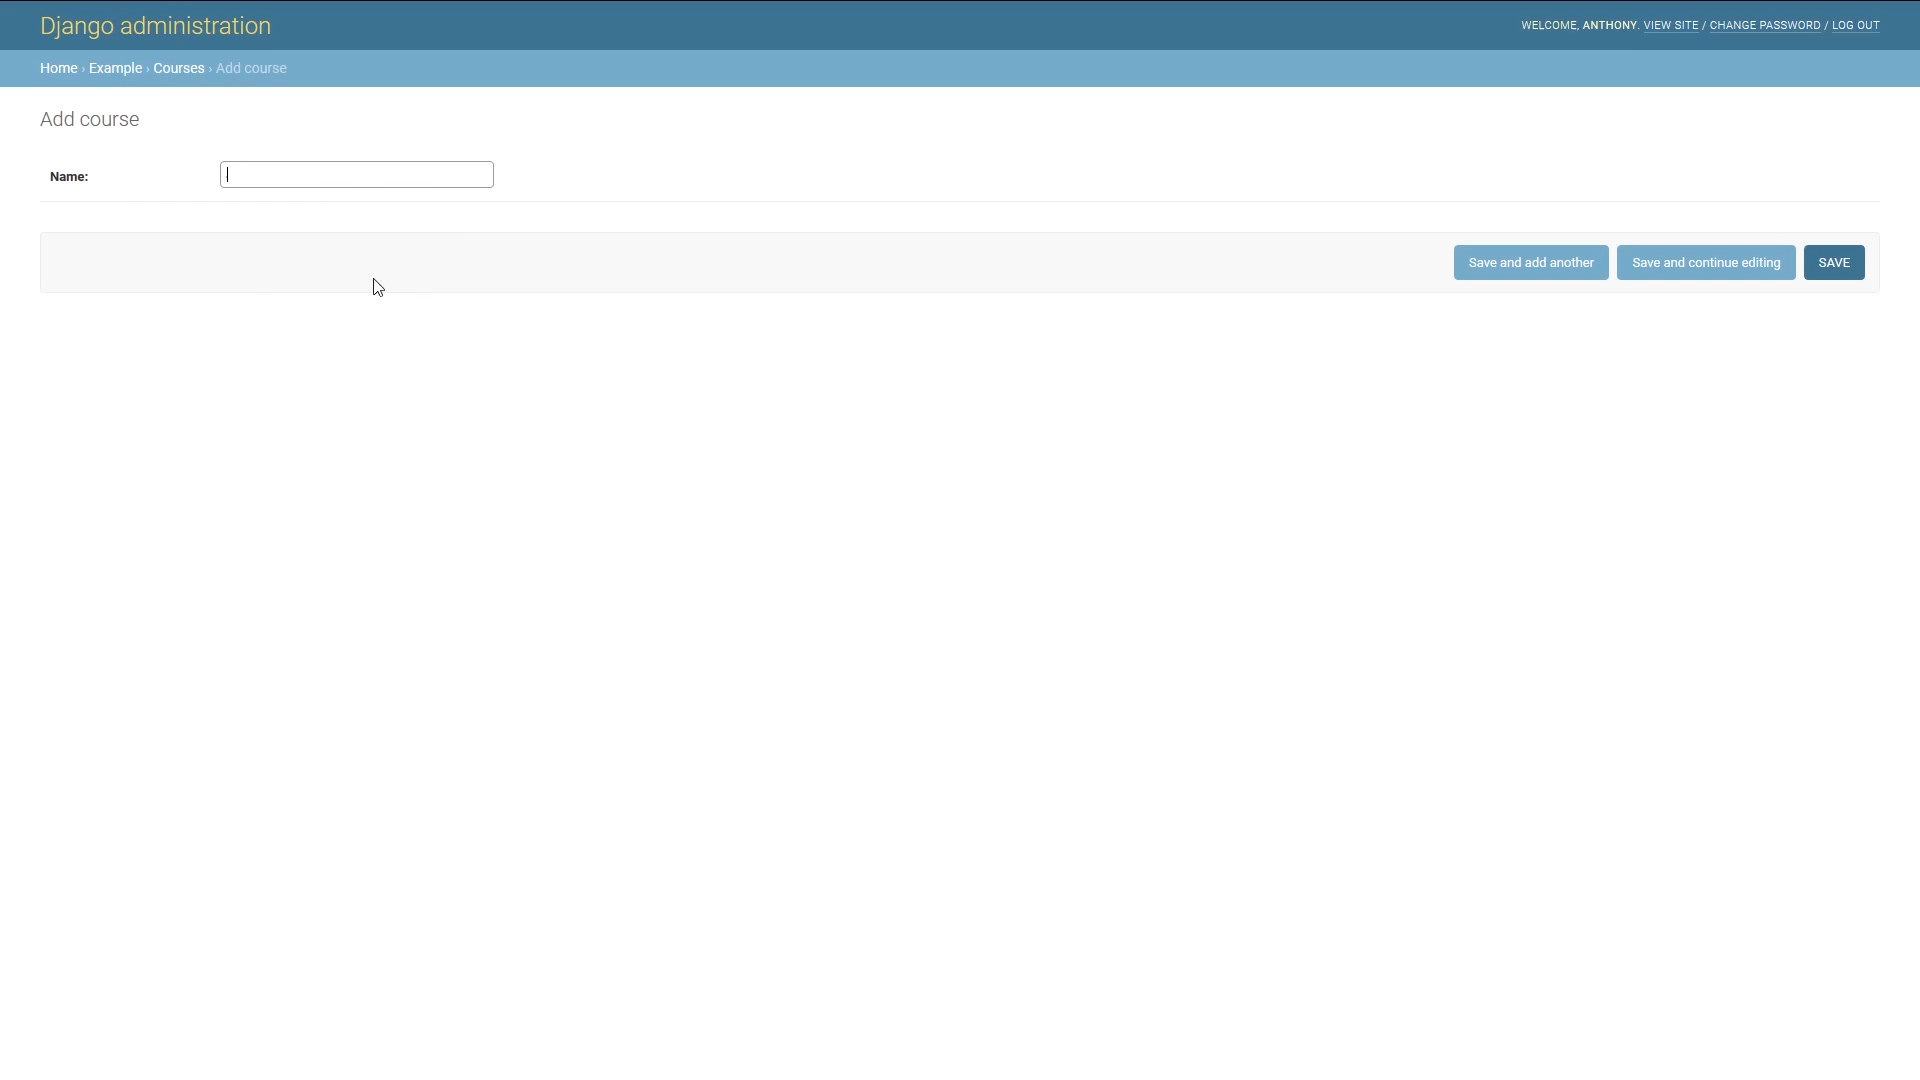 Django administration
WELCOME, ANTHONY. VIEW SITE / CHANGE PASSWORD / LOG OUT
Home › Example › Courses › Add course
Add course
Name:
Save and add another
Save and continue editing
SAVE